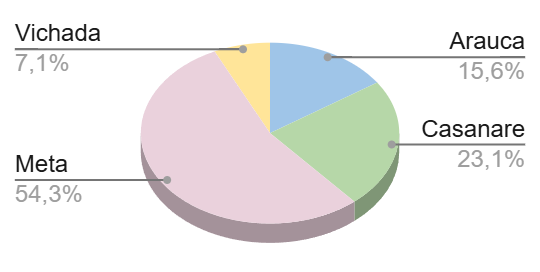 Vichada
7,1%
Arauca
15,6%
Casanare
23,1%
Meta
54,3%